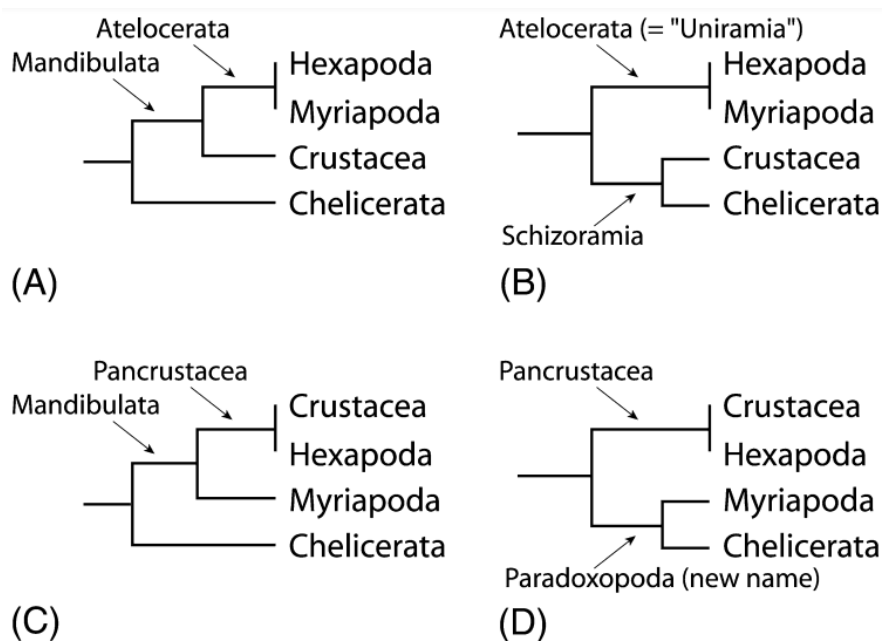 Atelocerata
Mandibulata
Hexapoda
Myriapoda
Crustacea
Chelicerata
(A)
Atelocerata (= "Uniramia")
Hexapoda
Myriapoda
Crustacea
Chelicerata
Schizoramia
(B)
Pancrustacea
Mandibulata
Crustacea
Hexapoda
Myriapoda
Chelicerata
(C)
Pancrustacea
Crustacea
Hexapoda
Myriapoda
Chelicerata
Paradoxopoda (new name)
(D)